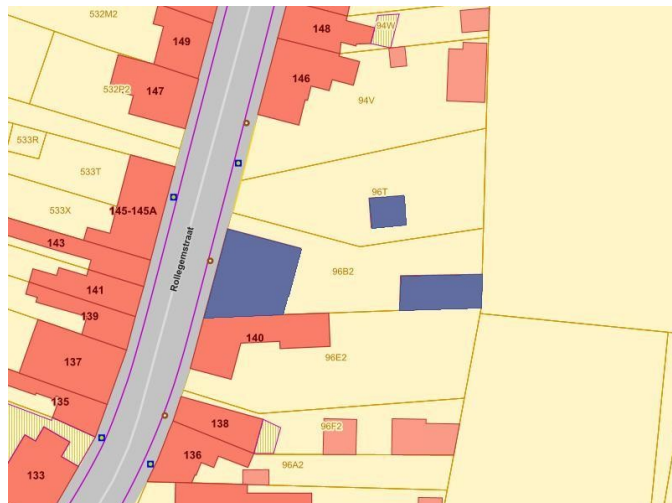 532M2
149
148
94W
146
532P2
147
94V
533R
533T
96T
533X
145-145A
143
Rollegemstraat
96B2
141
139
140
96E2
137
135
138
96F2
136
96A2
133